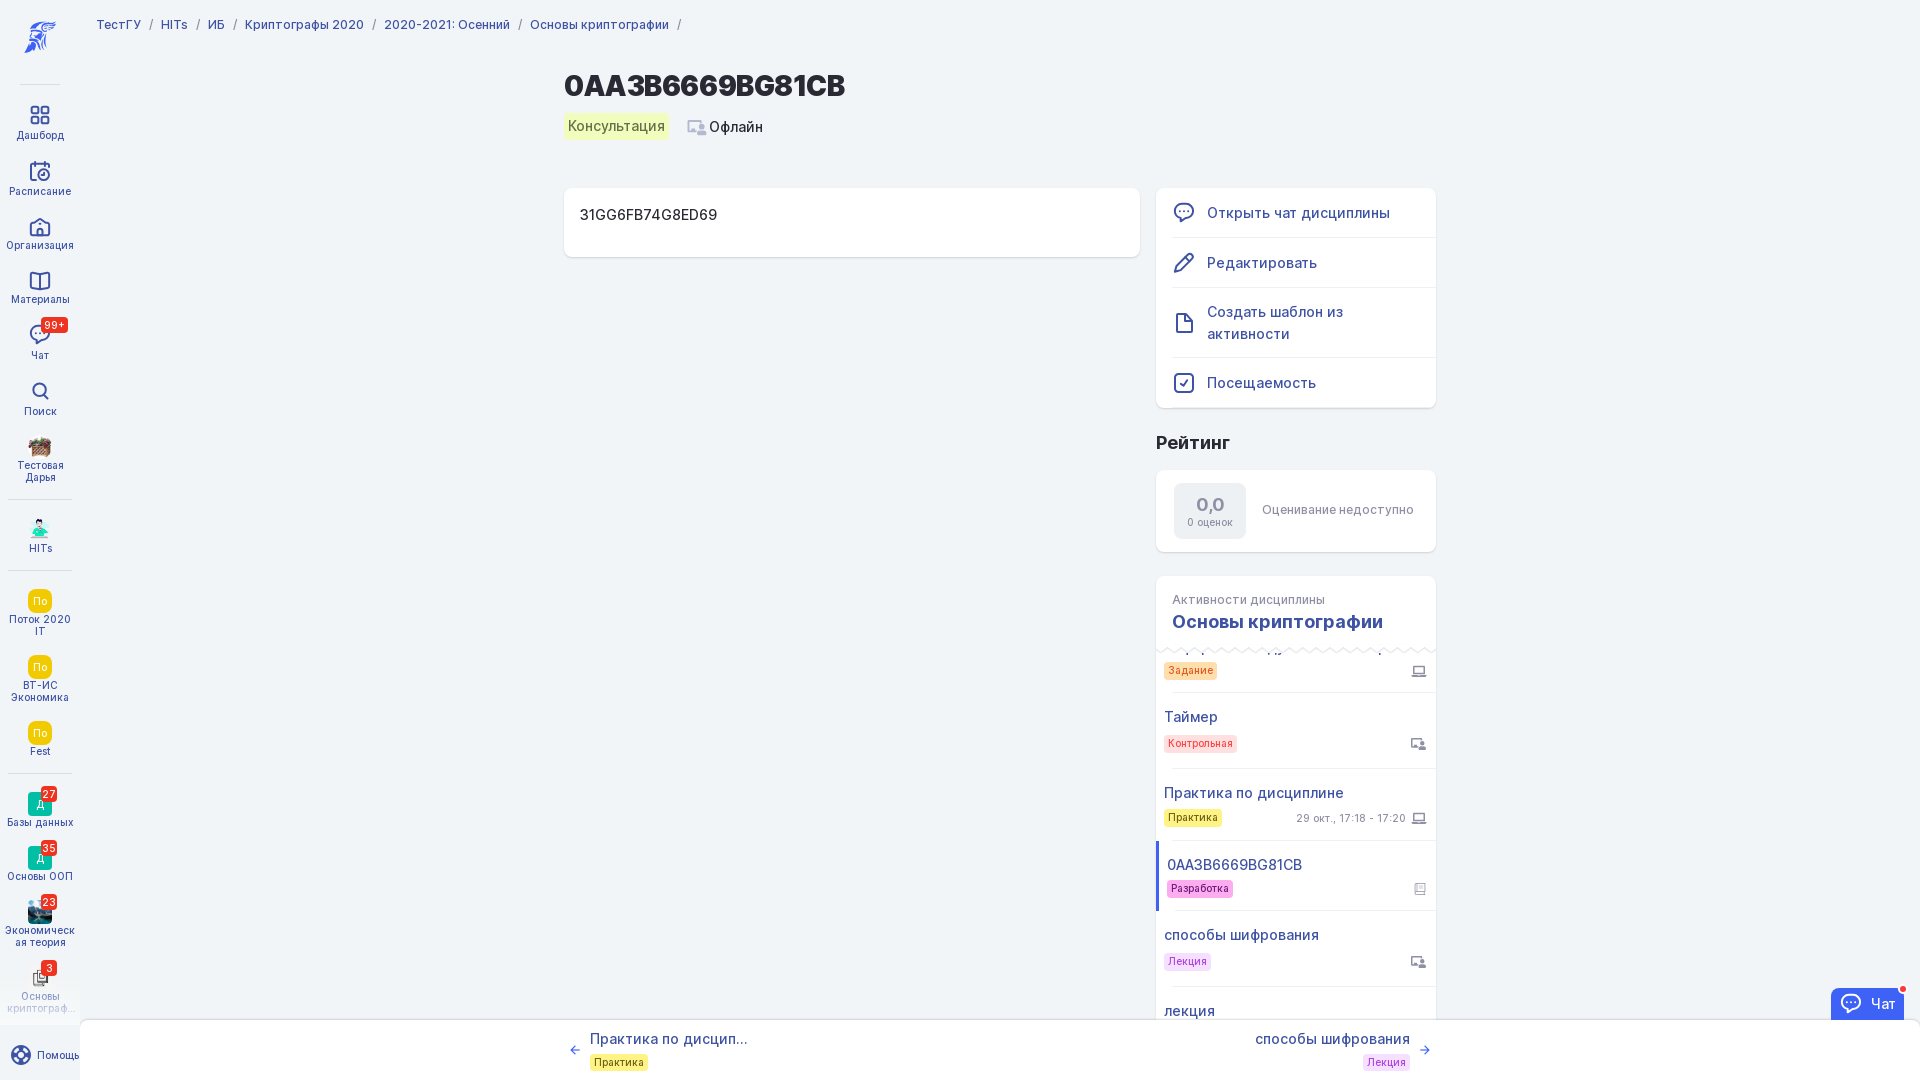 ТестГУ / HITs / ИБ / Криптографы 2020 / 2020-2021: Осенний / Основы криптографии /
Дашборд
Расписание
Организация
Материалы
99+
Чат
Поиск
Тестовая
Дарья
HITs
По
Поток 2020
IT
По
ВТ-ИС
Экономика
По
Fest
27
Д
Базы данных
35
Д
Основы ООП
23
Экономическ
ая теория
3
Основы
криптограф...
Помощь
0AA3B6669BG81CB
Консультация
Офлайн
31GG6FB74G8ED69
Открыть чат дисциплины
Редактировать
Создать шаблон из
активности
Посещаемость
Рейтинг
0,0
0 оценок
Оценивание недоступно
Активности дисциплины
Основы криптографии
Задание
Таймер
Контрольная
Практика по дисциплине
Практика
29 окт., 17:18 - 17:20
0AA3B6669BG81CB
Разработка
способы шифрования
Лекция
лекция
Практика по дисцип...
Практика
способы шифрования
Лекция
Чат